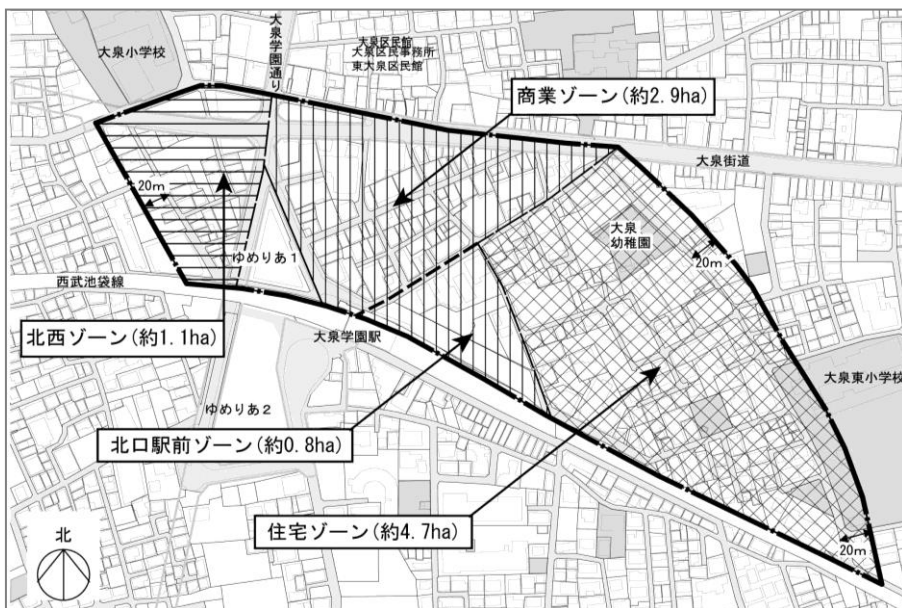 大泉小学校
大泉学園通り
大泉区民館
大泉区民事務所
東大泉区民館
商業ゾーン(約2.9ha)
大泉街道
20m
大泉
幼稚園
20m
ゆめりあ1
西武池袋線
北西ゾーン(約1.1ha)
大泉学園駅
大泉東小学校
ゆめりあ2
北口駅前ゾーン(約0.8ha)
住宅ゾーン(約4.7ha)
20m
北